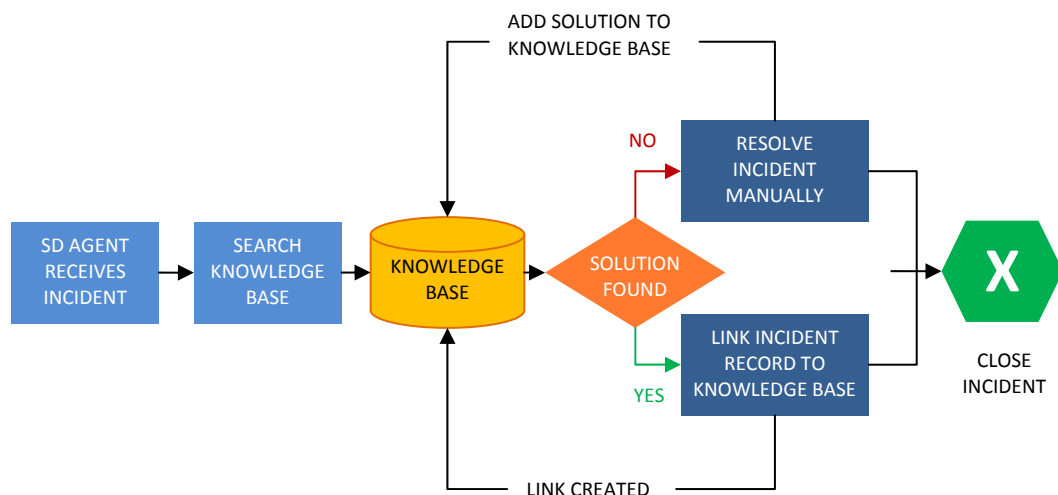 ADD SOLUTION TO
KNOWLEDGE BASE
NO
RESOLVE
INCIDENT
MANUALLY
SD AGENT
RECEIVES
INCIDENT
SEARCH
KNOWLEDGE
BASE
KNOWLEDGE
BASE
SOLUTION
FOUND
X
CLOSE
INCIDENT
YES
LINK INCIDENT
RECORD TO
KNOWLEDGE BASE
LINK CREATED